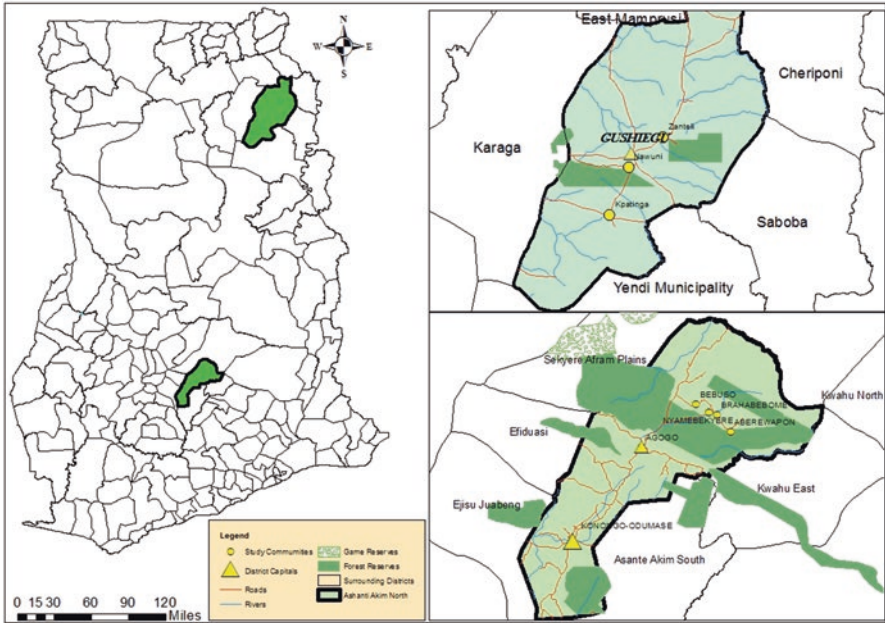 N
W E
S
Legend
Study Communities
District Capitals
Roads
Rivers
Game Reserves
Forest Reserves
Surrounding Districts
Ashanti Akim North
0 15 30 60 90 120
Miles
East Mamprusi
Cheriponi
Karaga
GUSHIEGU
Zantali
Nawuni
Kpatinga
Saboba
Yendi Municipality
Sekyere Afram Plains
BEBUSO
BRAHABEBOME
Kwahu North
NYAMEBEKYERE
ABEREWAPON
Efiduasi
AGOGO
Kwahu East
Ejisu Juabeng
KONONGO-ODUMASE
Asante Akim South